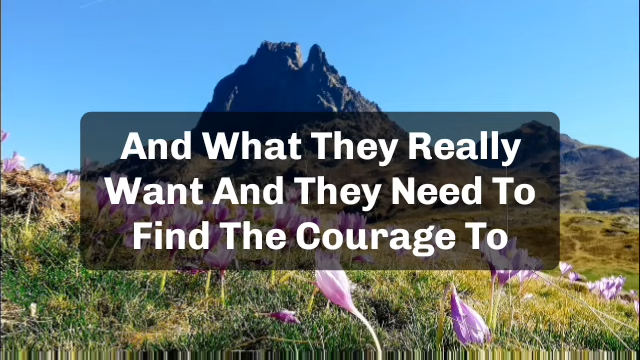 And What They Really
Want And They Need To
Find The Courage To